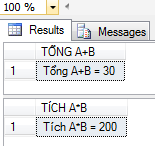 100 %
Results
Messages
TỔNG A+B
1 Tổng A+B = 30
TÍCH A*B
1 Tích A*B = 200